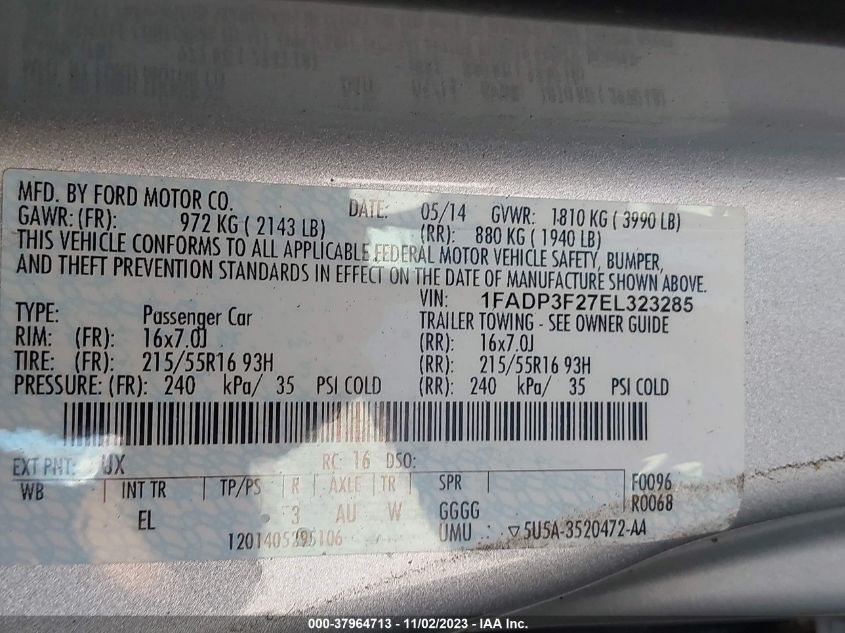 MFD. BY FORD MOTOR CO. DATE: 05/14 GVWR: 1810 KG ( 3990 LB)
GAWR: (FR): 972 KG ( 2143 LB) (RR): 880 KG ( 1940 LB)
THIS VEHICLE CONFORMS TO ALL APPLICABLE FEDERAL MOTOR VEHICLE SAFETY, BUMPER,
AND THEFT PREVENTION STANDARDS IN EFFECT ON THE DATE OF MANUFACTURE SHOWN ABOVE.
VIN: 1FADP3F27EL323285
TYPE: Passenger Car TRAILER TOWING - SEE OWNER GUIDE
RIM: (FR): 16x7.0J (RR): 16x7.0J
TIRE: (FR): 215/55R16 93H (RR): 215/55R16 93H
PRESSURE: (FR): 240 kPa/ 35 PSI COLD (RR): 240 kPa/ 35 PSI COLD
EXT PNT: UX RC: 16 DSO:
WB INT TR TP/PS R AXLE TR SPR F0096
EL 3 AU W GGGG R0068
UMU
▽5U5A-3520472-AA
000-37964713 - 11/02/2023 - IAA Inc.